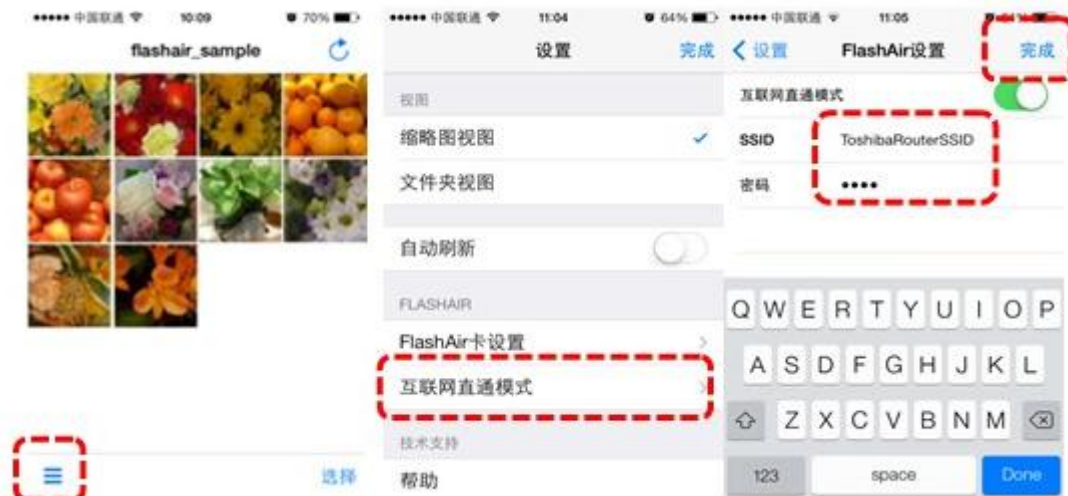 中国联通 10:09 70%
flashair_sample
选择
中国联通 11:04 64%
设置 完成
视图
缩略图视图
文件夹视图
自动刷新
FLASHAIR
FlashAir卡设置
互联网直通模式
技术支持
帮助
中国联通 11:05
设置 FlashAir设置 完成
互联网直通模式
SSID ToshibaRouterSSID
密码 ••••
Q W E R T Y U I O P
A S D F G H J K L
Z X C V B N M
123 space Done